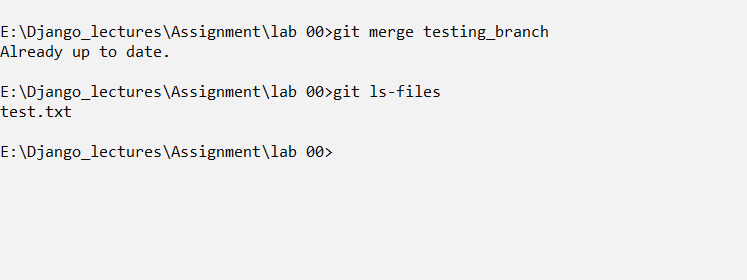 E:\Django_lectures\Assignment\lab 00>git merge testing_branch
Already up to date.
E:\Django_lectures\Assignment\lab 00>git ls-files
test.txt
E:\Django_lectures\Assignment\lab 00>